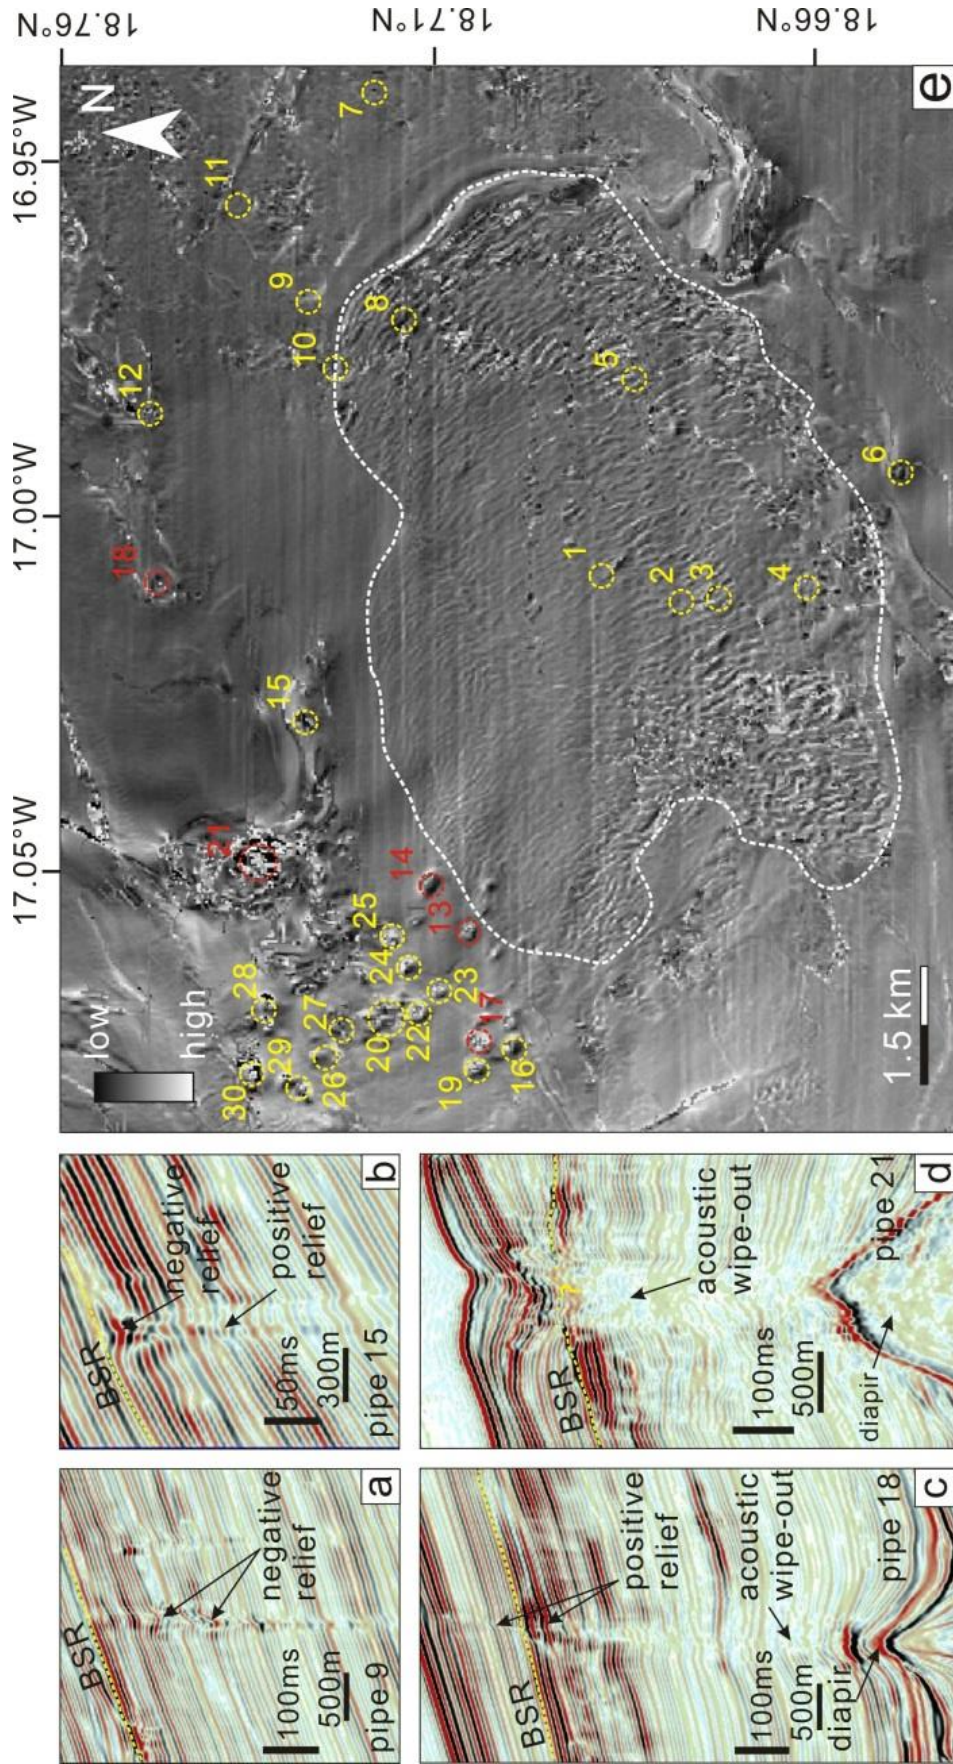 BSR
negative
relief
100ms
500m
pipe 9
a
BSR
negative
relief
positive
relief
50ms
300m
pipe 15
b
BSR
positive
relief
acoustic
wipe-out
100ms
500m
diapir
pipe 18
c
BSR
?
acoustic
wipe-out
100ms
500m
diapir
pipe 21
d
17.05°W
17.00°W
16.95°W
18.76°N
18.71°N
18.66°N
low
high
N
1
2
3
4
5
6
7
8
9
10
11
12
13
14
15
16
17
18
19
20
21
22
23
24
25
26
27
28
29
30
1.5 km
e